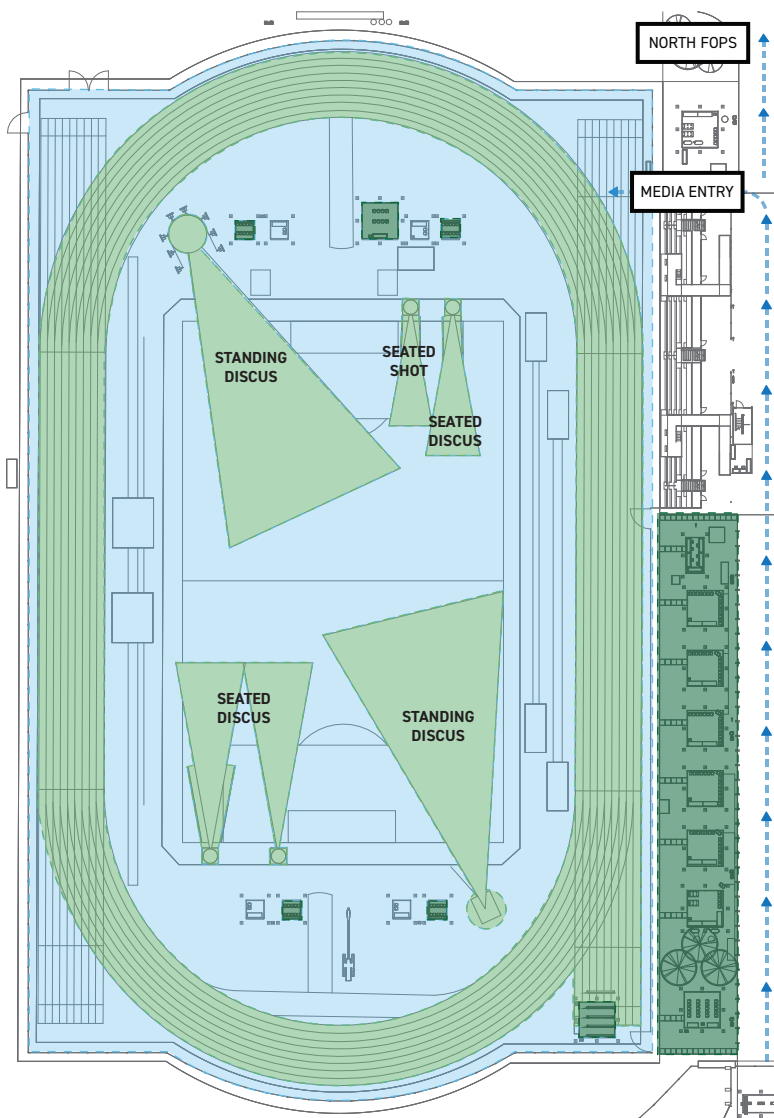 NORTH FOPS
MEDIA ENTRY
STANDING
DISCUS
SEATED
SHOT
SEATED
DISCUS
SEATED
DISCUS
STANDING
DISCUS